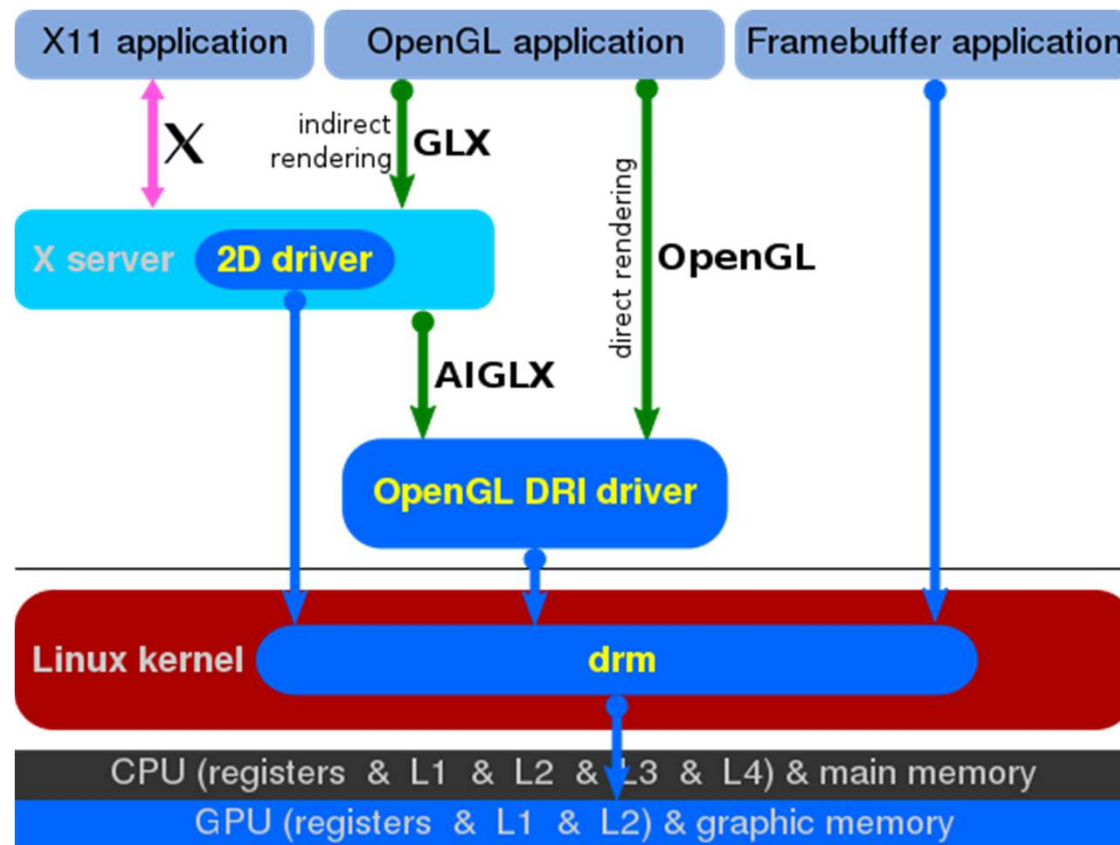 X11 application
OpenGL application
Framebuffer application
X
indirect
rendering
GLX
direct rendering
OpenGL
X server
2D driver
AIGLX
OpenGL DRI driver
Linux kernel
drm
CPU (registers & L1 & L2 & L3 & L4) & main memory
GPU (registers & L1 & L2) & graphic memory